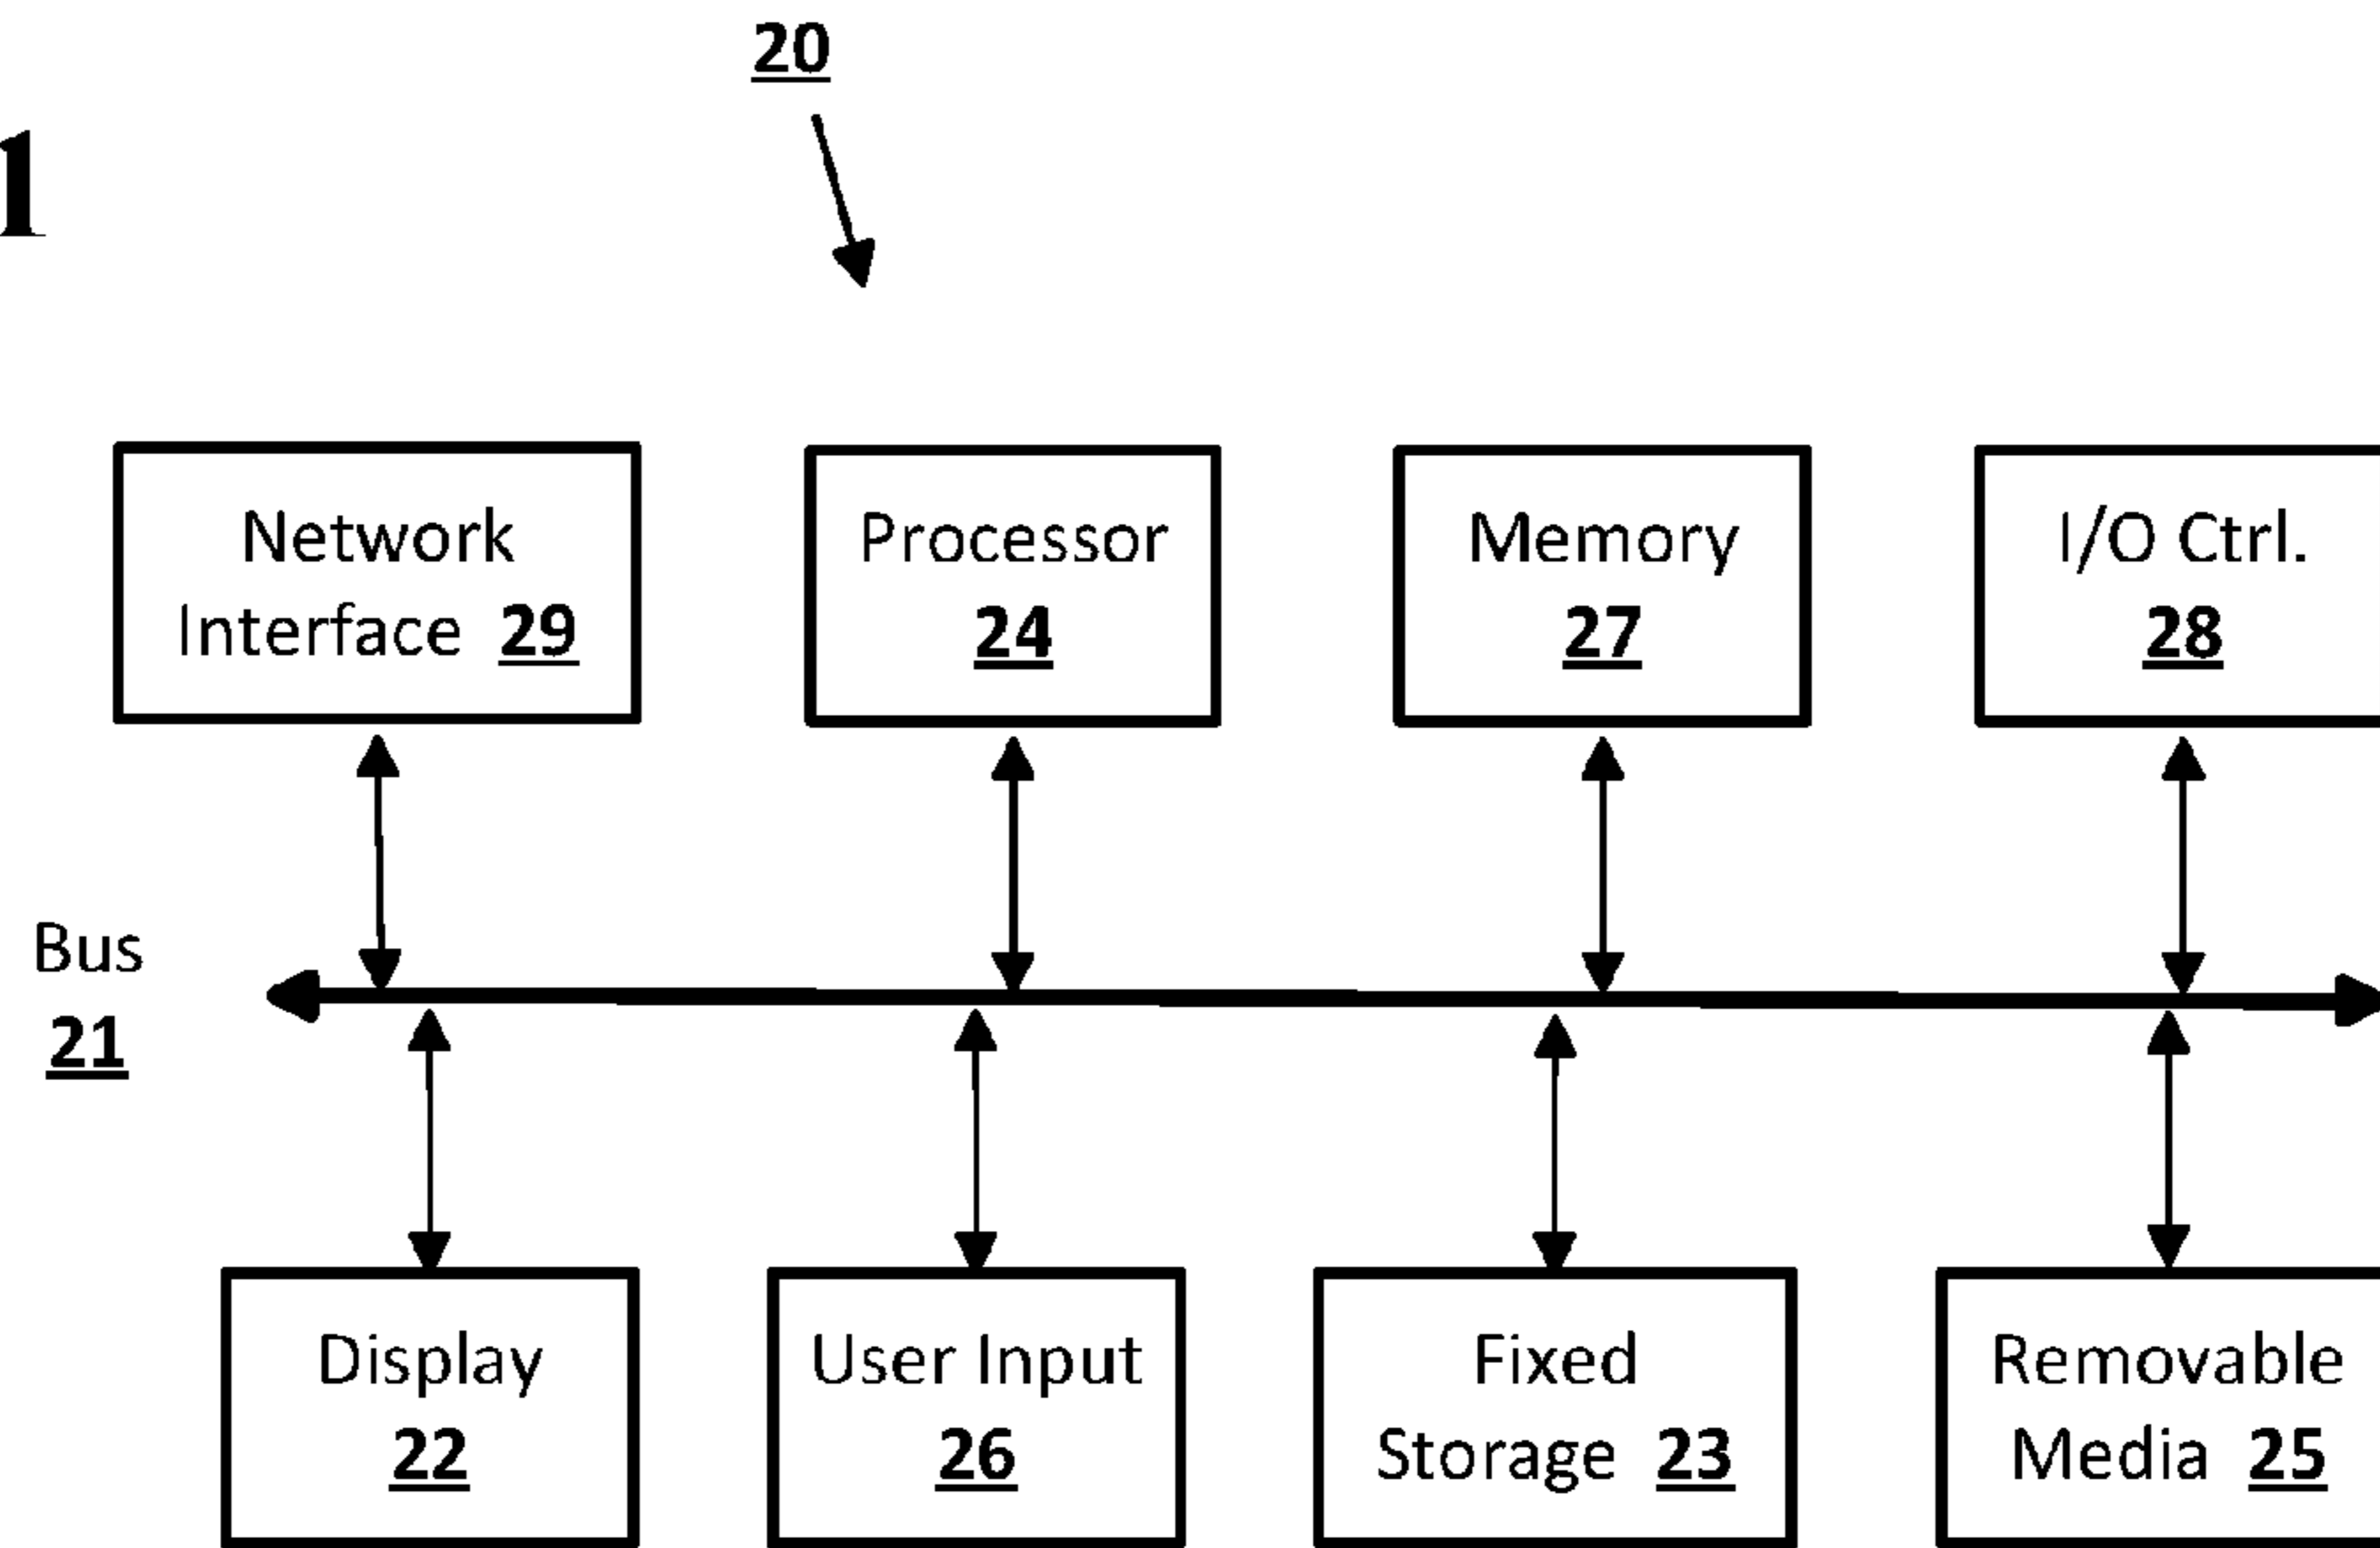 20
1
Network
Interface 29
Processor
24
Memory
27
I/O Ctrl.
28
Bus
21
Display
22
User Input
26
Fixed
Storage 23
Removable
Media 25